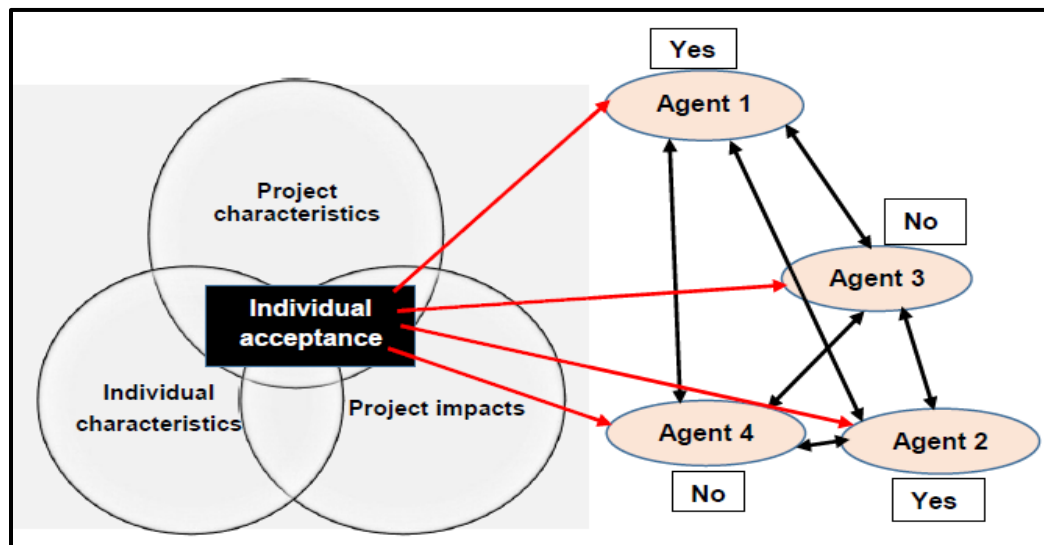 Project
characteristics
Individual
acceptance
Individual
characteristics
Project impacts
Yes
Agent 1
No
Agent 3
Agent 4
No
Agent 2
Yes